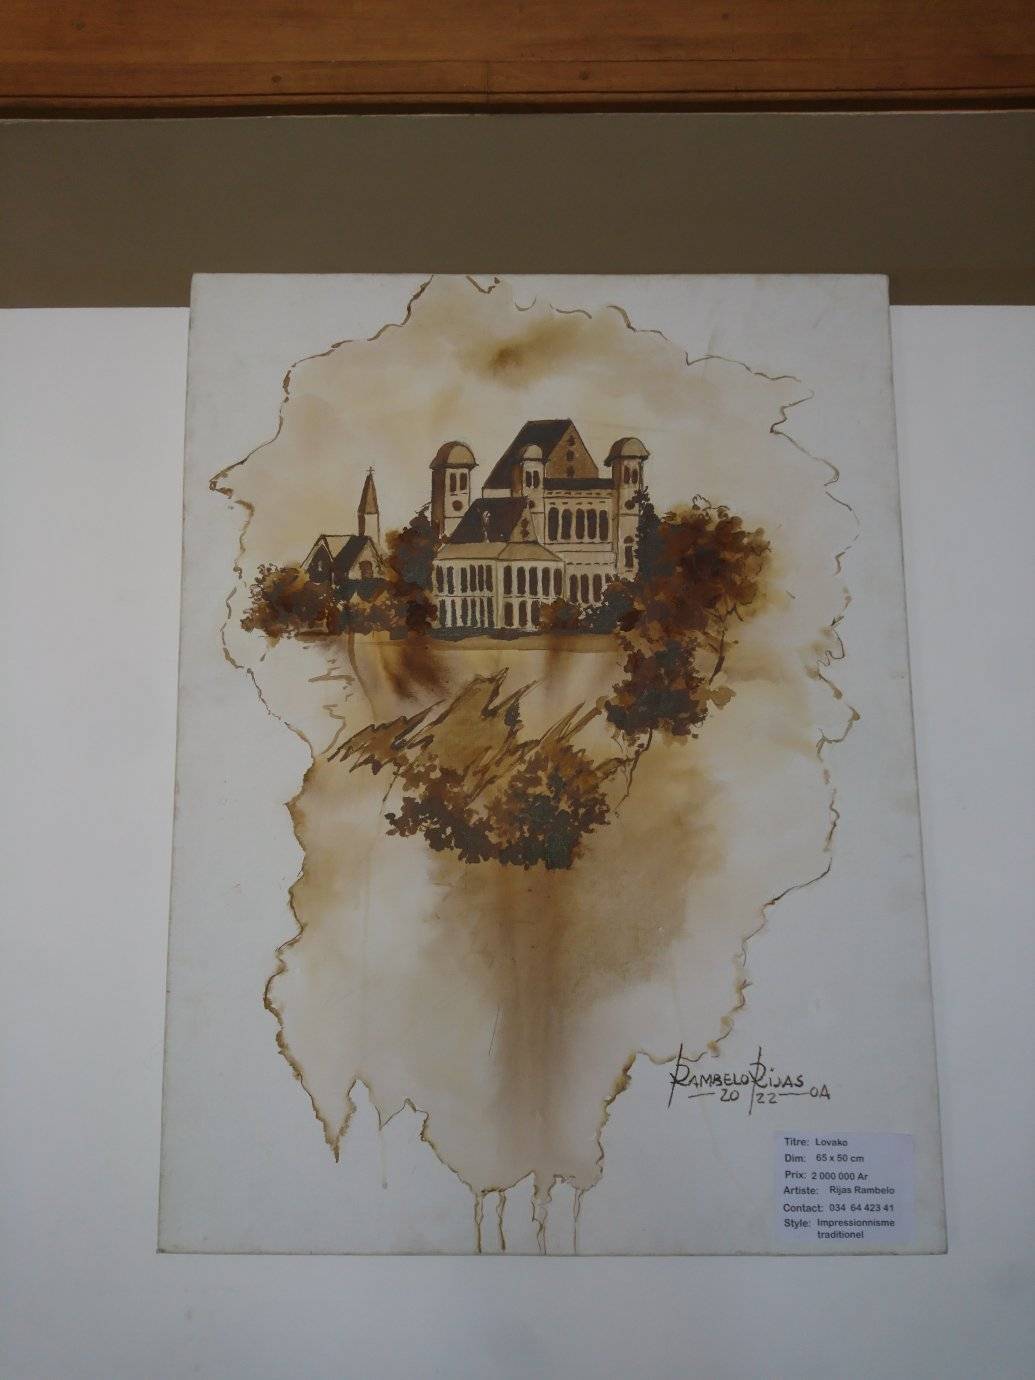 RAMBELO RIJAS
20 22 OA
Titre: Lovako
Dim: 65 x 50 cm
Prix: 2 000 000 Ar
Artiste: Rijas Rambelo
Contact: 034 64 423 41
Style: Impressionnisme
traditionel